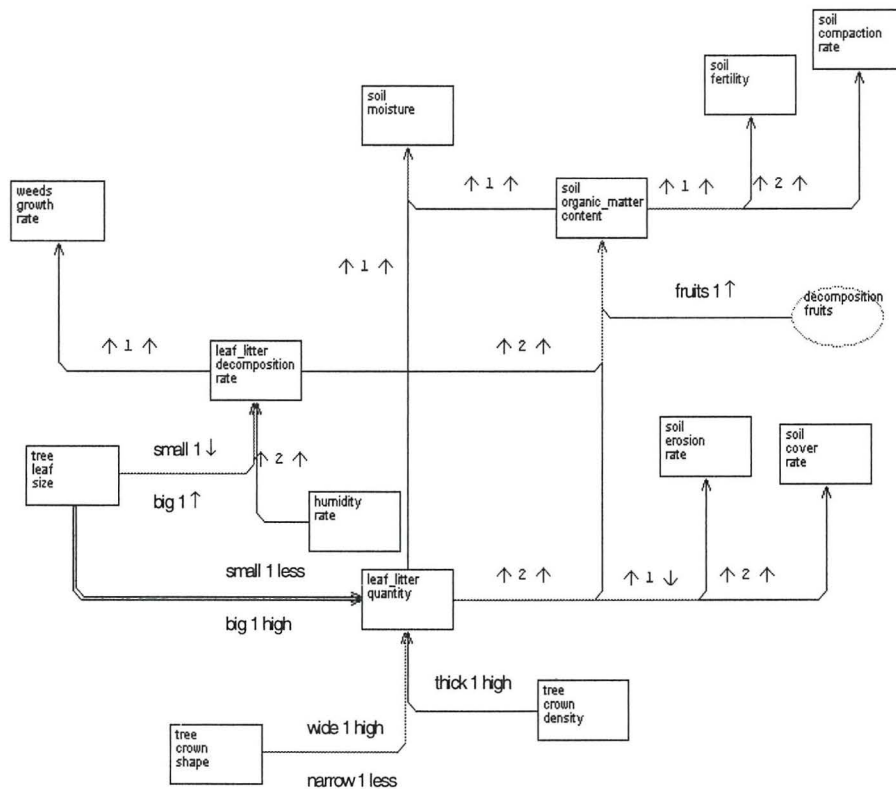 soil
compaction
rate
soil
fertility
soil
moisture
weeds
growth
rate
↑ 1 ↑
soil
organic_matter
content
↑ 1 ↑
↑ 2 ↑
↑ 1 ↑
fruits 1 ↑
decomposition
fruits
↑ 1 ↑
leaf_litter
decomposition
rate
↑ 2 ↑
tree
leaf
size
small 1 ↓
↑ 2 ↑
big 1 ↑
humidity
rate
soil
erosion
rate
soil
cover
rate
small 1 less
big 1 high
leaf_litter
quantity
↑ 2 ↑
↑ 1 ↓
↑ 2 ↑
thick 1 high
tree
crown
density
tree
crown
shape
wide 1 high
narrow 1 less